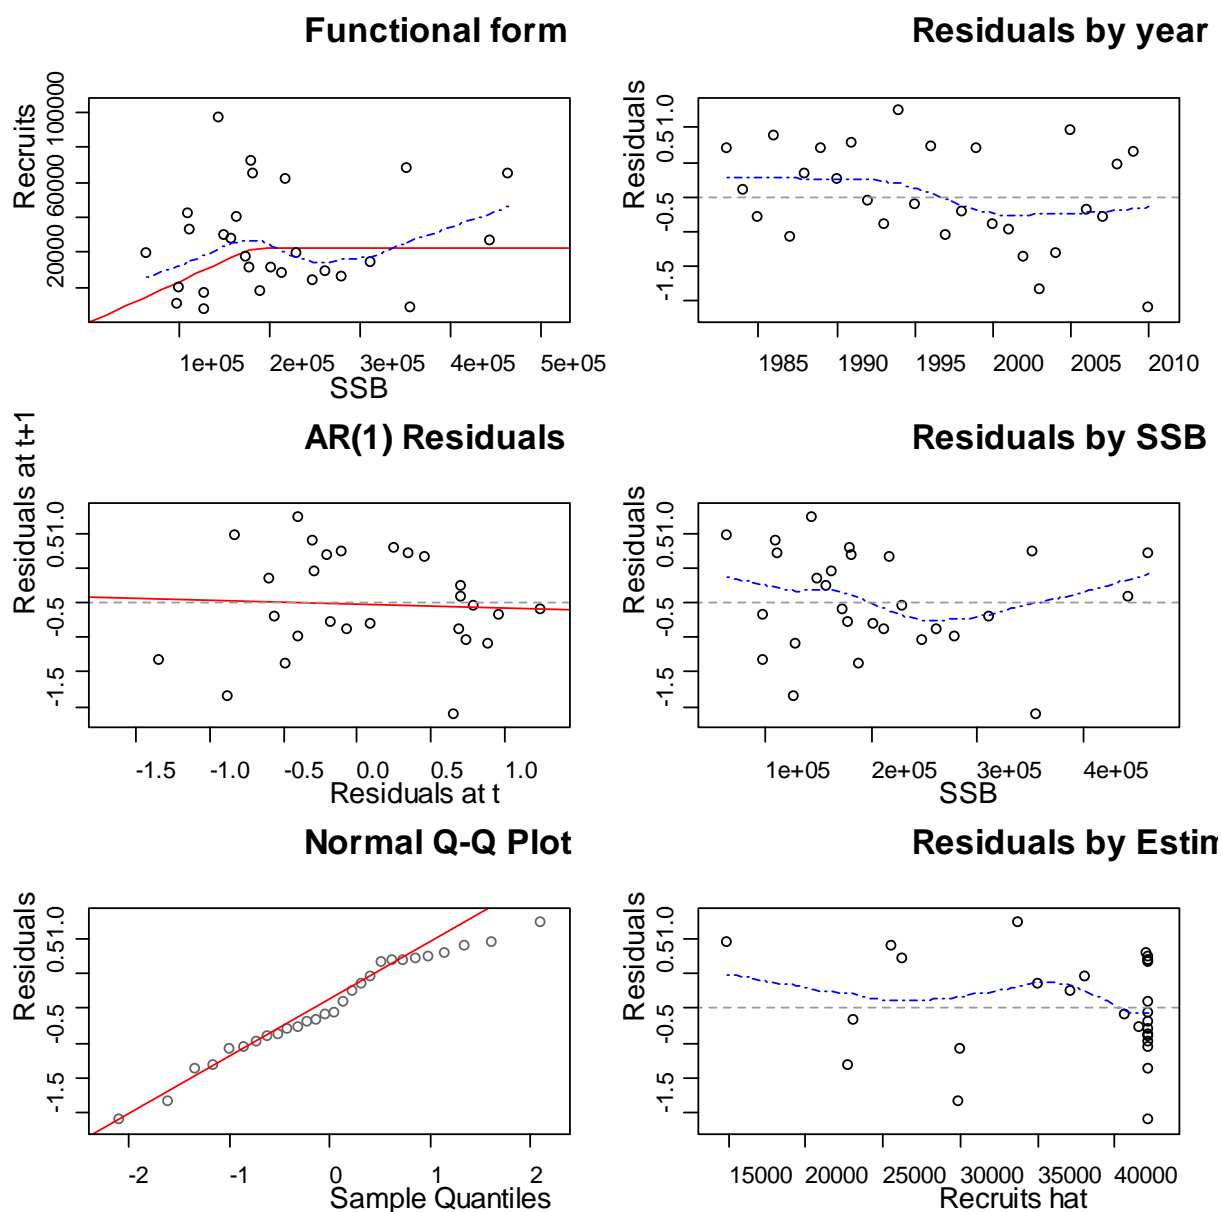 Functional form
Recruits
20000 60000 100000
1e+05 2e+05 3e+05 4e+05 5e+05
SSB
Residuals by year
Residuals
-1.5 -0.5 0.5 1.0
1985 1990 1995 2000 2005 2010
AR(1) Residuals
Residuals at t+1
-1.5 -0.5 0.5 1.0
-1.5 -1.0 -0.5 0.0 0.5 1.0
Residuals at t
Residuals by SSB
Residuals
-1.5 -0.5 0.5 1.0
1e+05 2e+05 3e+05 4e+05
SSB
Normal Q-Q Plot
Residuals
-1.5 -0.5 0.5 1.0
-2 -1 0 1 2
Sample Quantiles
Residuals by Estim
Residuals
-1.5 -0.5 0.5 1.0
15000 20000 25000 30000 35000 40000
Recruits hat